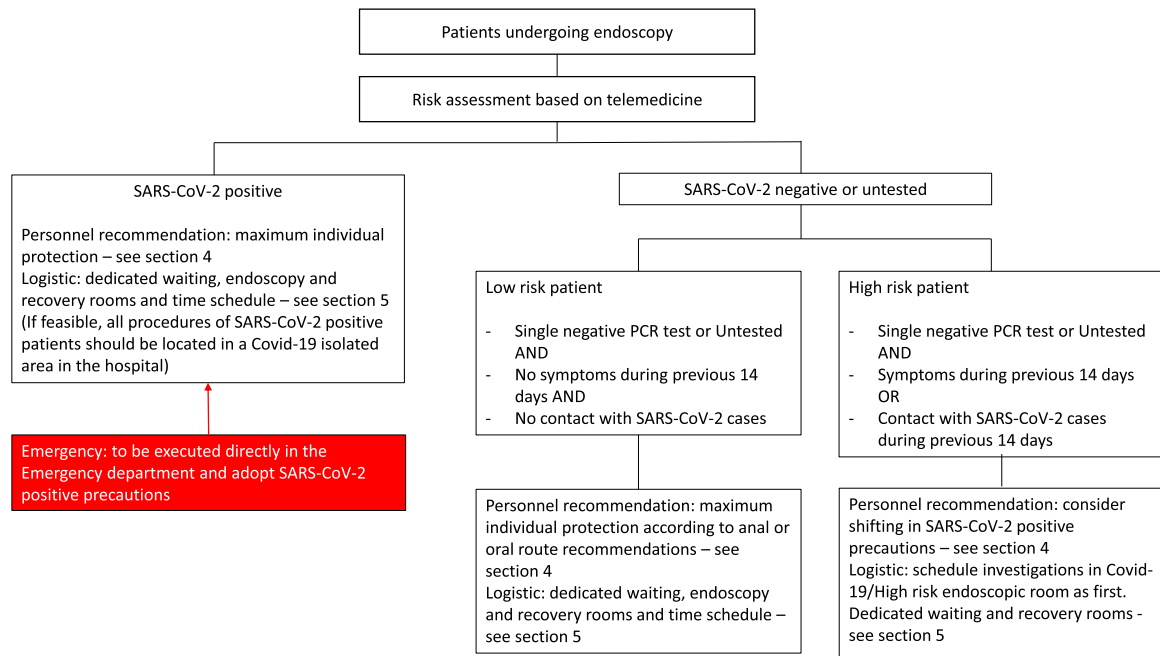 Patients undergoing endoscopy
Risk assessment based on telemedicine
SARS-CoV-2 positive
Personnel recommendation: maximum individual
protection – see section 4
Logistic: dedicated waiting, endoscopy and
recovery rooms and time schedule – see section 5
(If feasible, all procedures of SARS-CoV-2 positive
patients should be located in a Covid-19 isolated
area in the hospital)
Emergency: to be executed directly in the
Emergency department and adopt SARS-CoV-2
positive precautions
SARS-CoV-2 negative or untested
Low risk patient
- Single negative PCR test or Untested
AND
- No symptoms during previous 14
days AND
- No contact with SARS-CoV-2 cases
Personnel recommendation: maximum
individual protection according to anal or
oral route recommendations – see
section 4
Logistic: dedicated waiting, endoscopy
and recovery rooms and time schedule –
see section 5
High risk patient
- Single negative PCR test or Untested
AND
- Symptoms during previous 14 days
OR
- Contact with SARS-CoV-2 cases
during previous 14 days
Personnel recommendation: consider
shifting in SARS-CoV-2 positive
precautions – see section 4
Logistic: schedule investigations in Covid-
19/High risk endoscopic room as first.
Dedicated waiting and recovery rooms -
see section 5